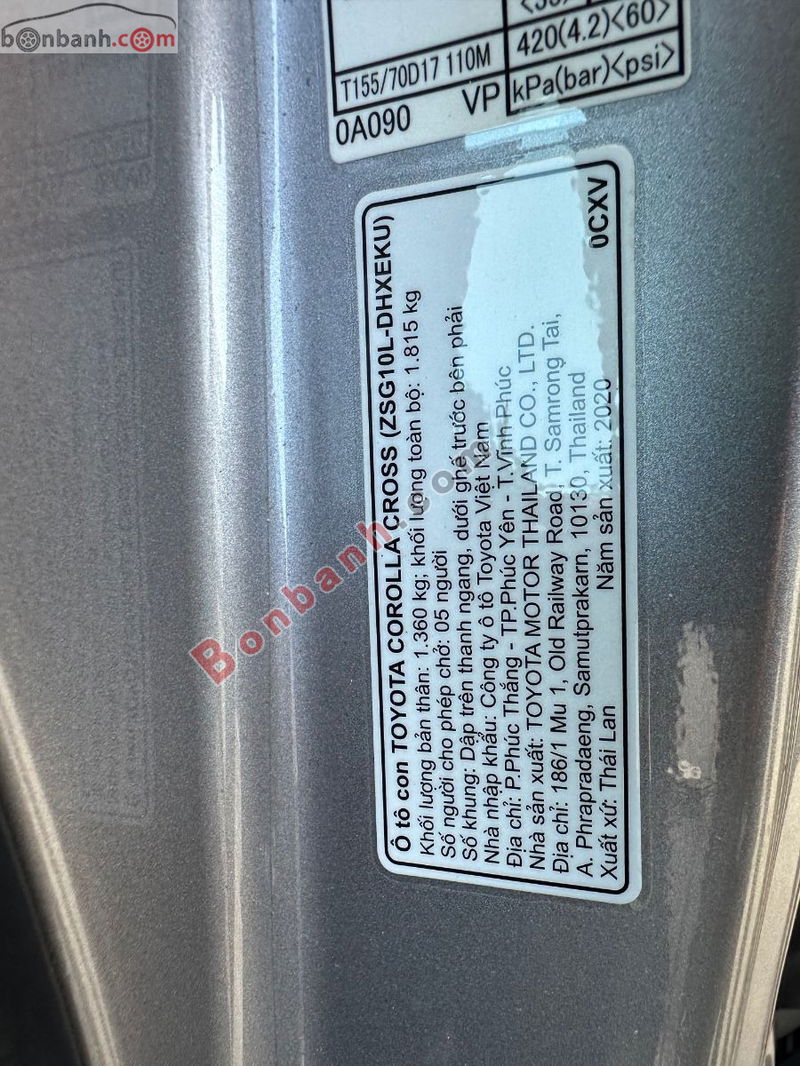 bonbanh.com
T155/70D17 110M
420(4.2)<60>
0A090
VP
kPa(bar)<psi>
Ô tô con TOYOTA COROLLA CROSS (ZSG10L-DHXEKU)
Khối lượng bản thân: 1.360 kg; khối lượng toàn bộ: 1.815 kg
Số người cho phép chở: 05 người
Số khung: Dập trên thanh ngang, dưới ghế trước bên phải
Nhà nhập khẩu: Công ty ô tô Toyota Việt Nam
Địa chỉ: P.Phúc Thắng - TP.Phúc Yên - T.Vĩnh Phúc
Nhà sản xuất: TOYOTA MOTOR THAILAND CO., LTD.
Địa chỉ: 186/1 Mu 1, Old Railway Road, T. Samrong Tai,
A. Phrapradaeng, Samutprakarn, 10130, Thailand
Xuất xứ: Thái Lan Năm sản xuất: 2020 0CXV
Bonbanh.com